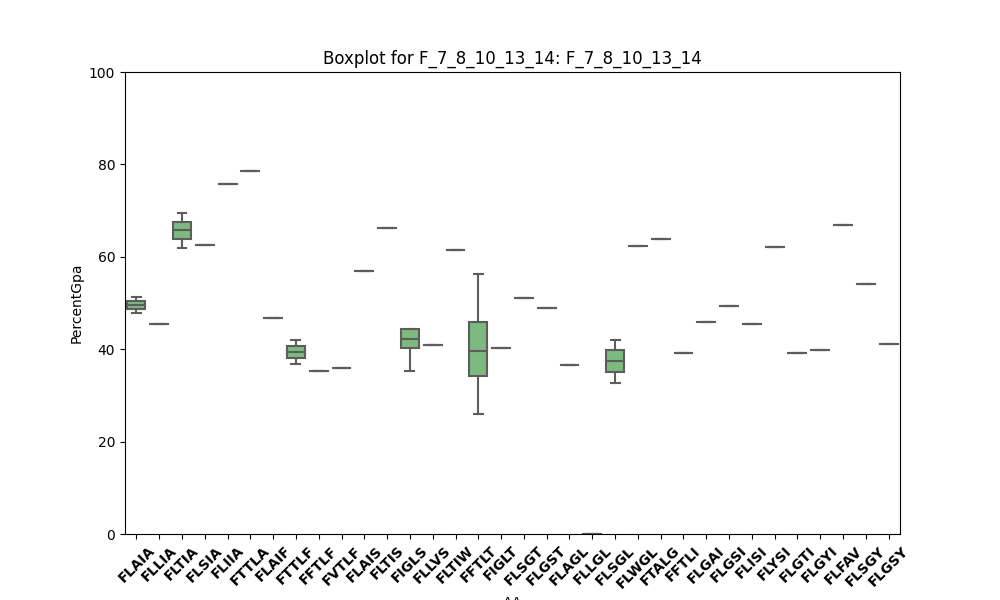 Boxplot for F_7_8_10_13_14: F_7_8_10_13_14
PercentGpa
100
80
60
40
20
0
FLAIA
FLLIA
FLTIA
FLSIA
FLIIA
FTTLA
FLAIF
FTTLF
FFTLF
FVTLF
FLAIS
FLTIS
FIGLS
FLLVS
FLTIW
FFTLT
FIGLT
FLSGT
FLGST
FLAGL
FLLGL
FLSGL
FLWGL
FTALG
FFTLI
FLGAI
FLGSI
FLISI
FLYSI
FLGTI
FLGYI
FLFAV
FLSGY
FLGSY